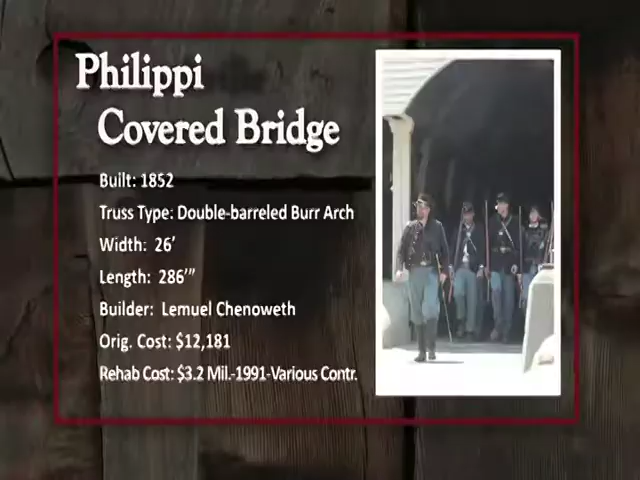 Philippi
Covered Bridge
Built: 1852
Truss Type: Double-barreled Burr Arch
Width: 26'
Length: 286'"
Builder: Lemuel Chenoweth
Orig. Cost: $12,181
Rehab Cost: $3.2 Mil.-1991-Various Contr.